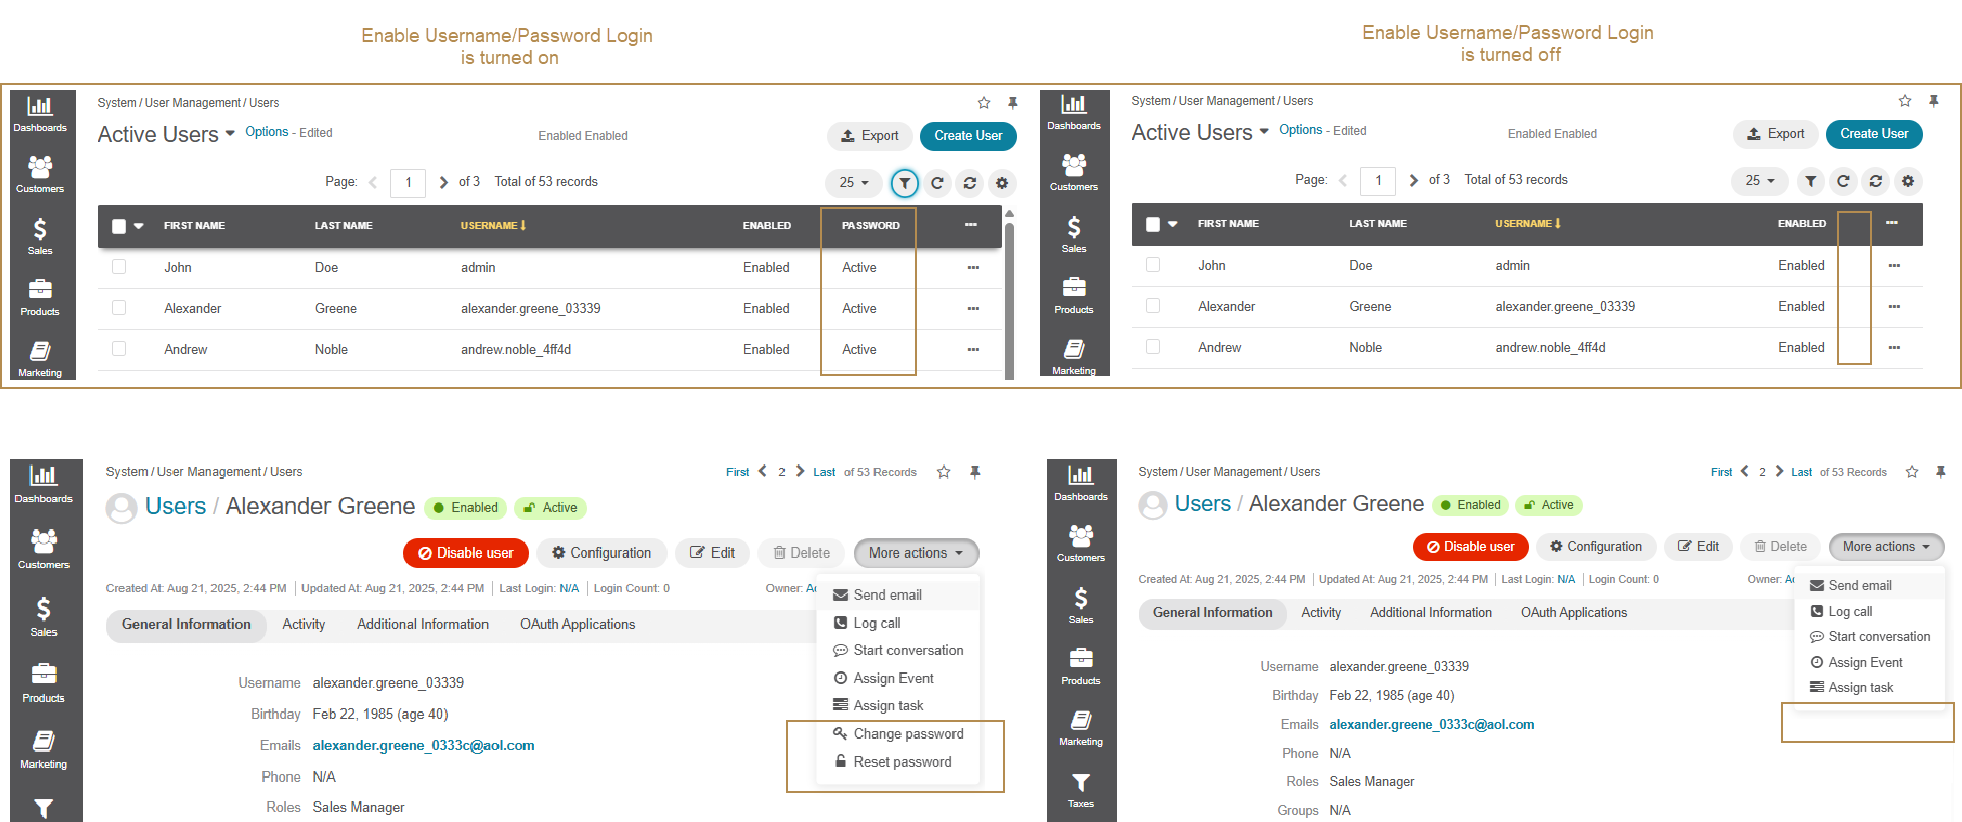 Enable Username/Password Login
is turned on
Enable Username/Password Login
is turned off
Dashboards
Customers
Sales
Products
Marketing
System / User Management / Users
Active Users Options - Edited
Enabled Enabled
Export
Create User
Page: 1 of 3 Total of 53 records
25
FIRST NAME LAST NAME USERNAME ENABLED PASSWORD ...
John Doe admin Enabled Active ...
Alexander Greene alexander.greene_03339 Enabled Active ...
Andrew Noble andrew.noble_4ff4d Enabled Active ...
Dashboards
Customers
Sales
Products
Marketing
System / User Management / Users
Active Users Options - Edited
Enabled Enabled
Export
Create User
Page: 1 of 3 Total of 53 records
25
FIRST NAME LAST NAME USERNAME ENABLED ...
John Doe admin Enabled ...
Alexander Greene alexander.greene_03339 Enabled ...
Andrew Noble andrew.noble_4ff4d Enabled ...
Dashboards
Customers
Sales
Products
Marketing
System / User Management / Users
First 2 Last of 53 Records
Users / Alexander Greene Enabled Active
Disable user Configuration Edit Delete More actions
Created At: Aug 21, 2025, 2:44 PM Updated At: Aug 21, 2025, 2:44 PM Last Login: N/A Login Count: 0 Owner:
General Information Activity Additional Information OAuth Applications
Send email
Log call
Start conversation
Assign Event
Assign task
Change password
Reset password
Username alexander.greene_03339
Birthday Feb 22, 1985 (age 40)
Emails alexander.greene_0333c@aol.com
Phone N/A
Roles Sales Manager
Dashboards
Customers
Sales
Products
Marketing
Taxes
System / User Management / Users
First 2 Last of 53 Records
Users / Alexander Greene Enabled Active
Disable user Configuration Edit Delete More actions
Created At: Aug 21, 2025, 2:44 PM Updated At: Aug 21, 2025, 2:44 PM Last Login: N/A Login Count: 0 Owner:
General Information Activity Additional Information OAuth Applications
Send email
Log call
Start conversation
Assign Event
Assign task
Username alexander.greene_03339
Birthday Feb 22, 1985 (age 40)
Emails alexander.greene_0333c@aol.com
Phone N/A
Roles Sales Manager
Groups N/A